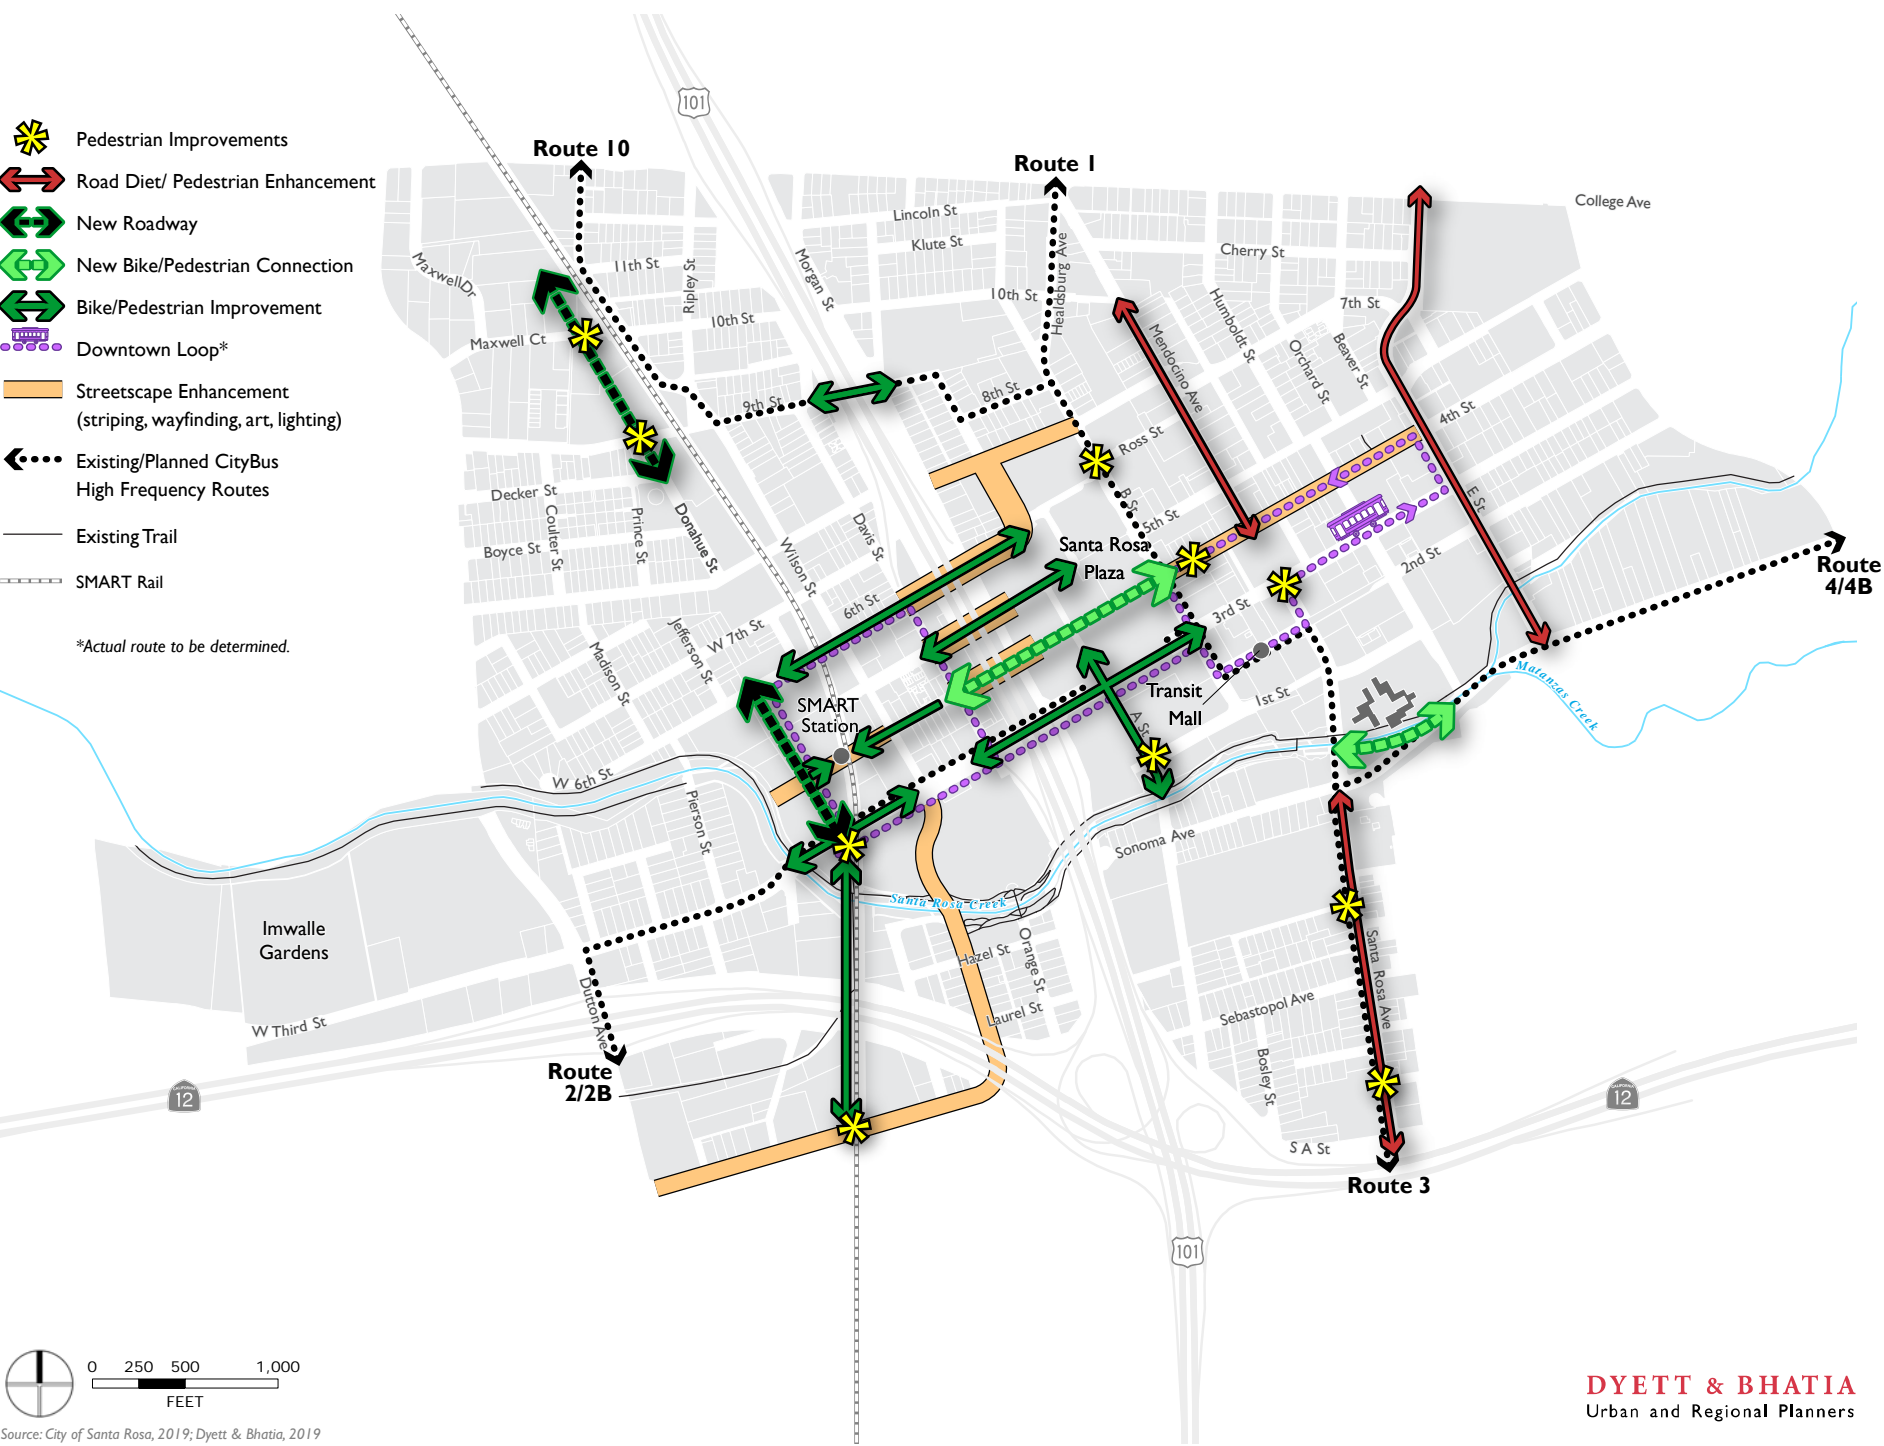 Pedestrian Improvements
Road Diet/ Pedestrian Enhancement
New Roadway
New Bike/Pedestrian Connection
Bike/Pedestrian Improvement
Downtown Loop*
Streetscape Enhancement
(striping, wayfinding, art, lighting)
Existing/Planned CityBus
High Frequency Routes
Existing Trail
SMART Rail
*Actual route to be determined.
101
Route 10
Route 1
College Ave
Lincoln St
Klute St
Cherry St
Maxwell Dr
11th St
Ripley St
Morgan St
Healdsburg Ave
10th St
7th St
10th St
Humboldt St
Maxwell Ct
Mendocino Ave
Orchard St
Beaver St
9th St
8th St
4th St
Ross St
Decker St
Coulter St
Prince St
Donahue St
B St
5th St
E St
Boyce St
Davis St
Wilson St
Santa Rosa
Plaza
2nd St
Route
4/4B
6th St
3rd St
W 7th St
Jefferson St
Madison St
Matanzas Creek
SMART
Station
Transit
Mall
1st St
A St
W 6th St
Pierson St
Sonoma Ave
Santa Rosa Creek
Imwalle
Gardens
Hazel St
Orange St
Santa Rosa Ave
Dutton Ave
W Third St
Laurel St
Sebastopol Ave
Bosley St
Route
2/2B
CALIFORNIA
12
CALIFORNIA
12
S A St
Route 3
101
0 250 500 1,000
FEET
DYETT & BHATIA
Urban and Regional Planners
Source: City of Santa Rosa, 2019; Dyett & Bhatia, 2019